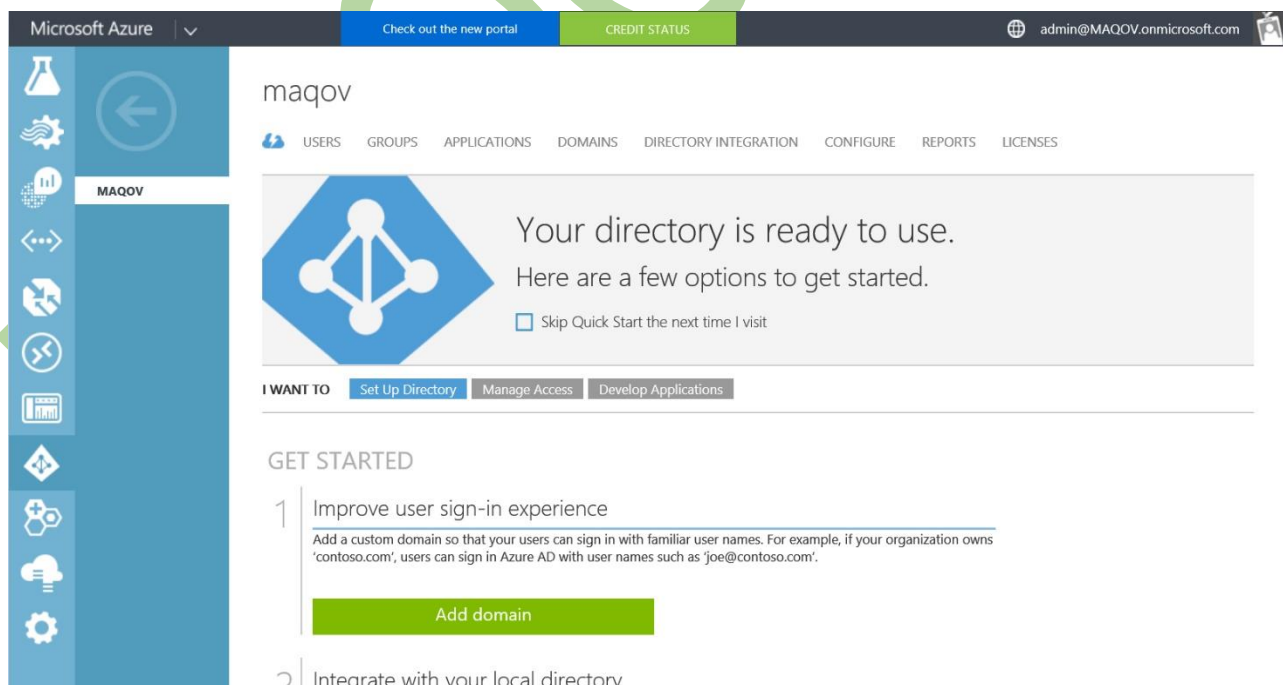 Microsoft Azure
Check out the new portal
CREDIT STATUS
admin@MAQOV.onmicrosoft.com
maqov
USERS GROUPS APPLICATIONS DOMAINS DIRECTORY INTEGRATION CONFIGURE REPORTS LICENSES
MAQOV
Your directory is ready to use.
Here are a few options to get started.
Skip Quick Start the next time I visit
I WANT TO Set Up Directory Manage Access Develop Applications
GET STARTED
1 Improve user sign-in experience
Add a custom domain so that your users can sign in with familiar user names. For example, if your organization owns
'contoso.com', users can sign in Azure AD with user names such as 'joe@contoso.com'.
Add domain
2 Integrate with your local directory